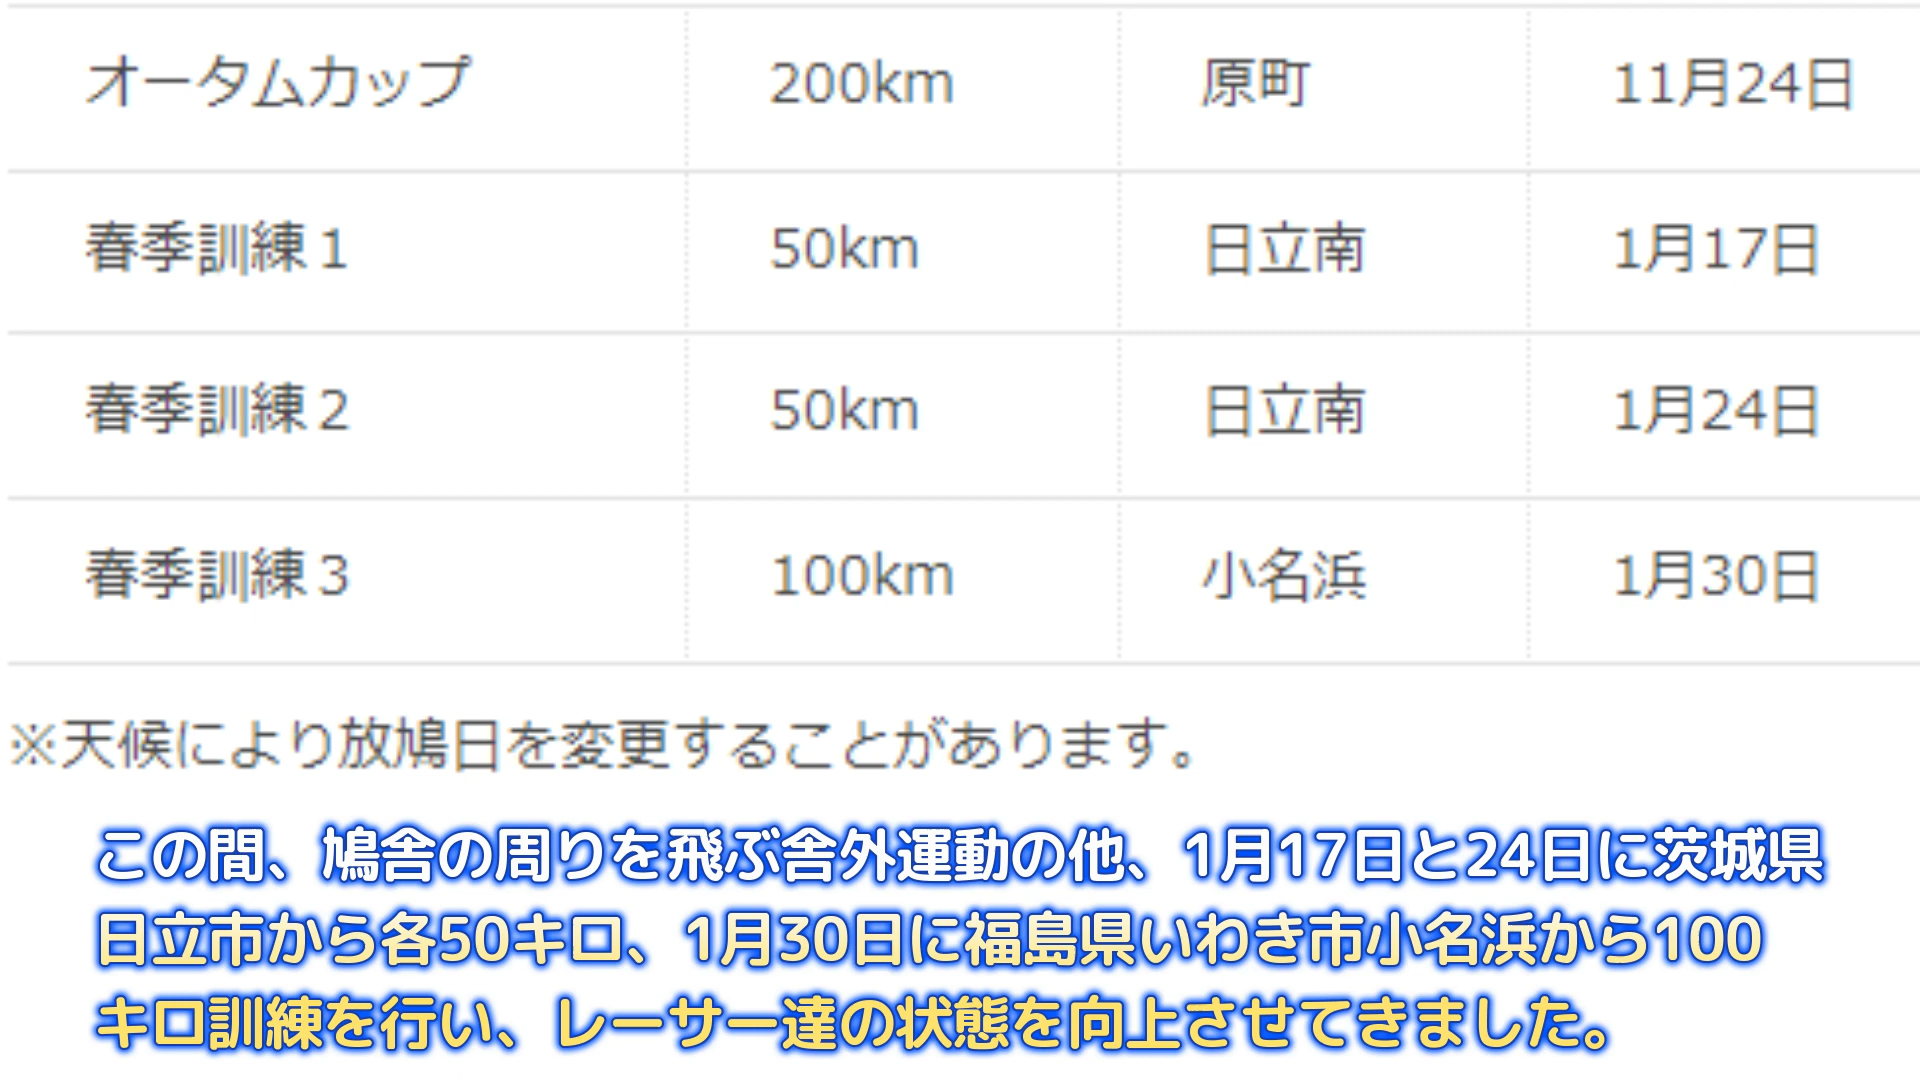 オータムカップ 200km 原町 11月24日
春季訓練１ 50km 日立南 1月17日
春季訓練２ 50km 日立南 1月24日
春季訓練３ 100km 小名浜 1月30日
※天候により放鳩日を変更することがあります。
この間、鳩舎の周りを飛ぶ舎外運動の他、1月17日と24日に茨城県
日立市から各50キロ、1月30日に福島県いわき市小名浜から100
キロ訓練を行い、レーサー達の状態を向上させてきました。